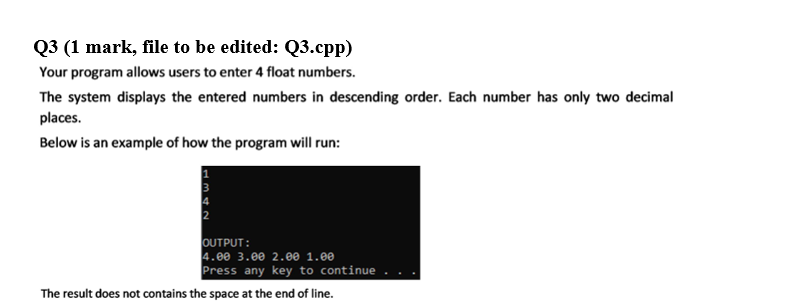 Q3 (1 mark, file to be edited: Q3.cpp)
Your program allows users to enter 4 float numbers.
The system displays the entered numbers in descending order. Each number has only two decimal
places.
Below is an example of how the program will run:
1
3
4
2
OUTPUT:
4.00 3.00 2.00 1.00
Press any key to continue . . .
The result does not contains the space at the end of line.